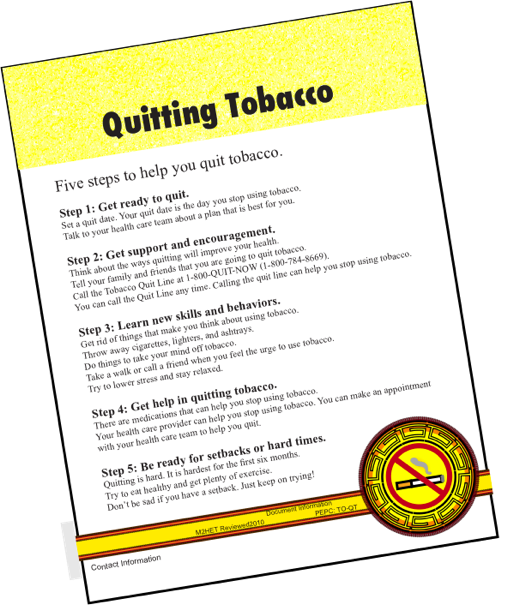 Quitting Tobacco
Five steps to help you quit tobacco.
Step 1: Get ready to quit.
Set a quit date. Your quit date is the day you stop using tobacco.
Talk to your health care team about a plan that is best for you.
Step 2: Get support and encouragement.
Think about the ways quitting will improve your health.
Tell your family and friends that you are going to quit tobacco.
Call the Tobacco Quit Line at 1-800-QUIT-NOW (1-800-784-8669).
You can call the Quit Line any time. Calling the quit line can help you stop using tobacco.
Step 3: Learn new skills and behaviors.
Get rid of things that make you think about using tobacco.
Throw away cigarettes, lighters, and ashtrays.
Do things to take your mind off tobacco.
Take a walk or call a friend when you feel the urge to use tobacco.
Try to lower stress and stay relaxed.
Step 4: Get help in quitting tobacco.
There are medications that can help you stop using tobacco.
Your health care provider can help you stop using tobacco. You can make an appointment
with your health care team to help you quit.
Step 5: Be ready for setbacks or hard times.
Quitting is hard. It is hardest for the first six months.
Try to eat healthy and get plenty of exercise.
Don't be sad if you have a setback. Just keep on trying!
Document Information
M2HET Reviewed2010 PEPC: TO-QT
Contact Information